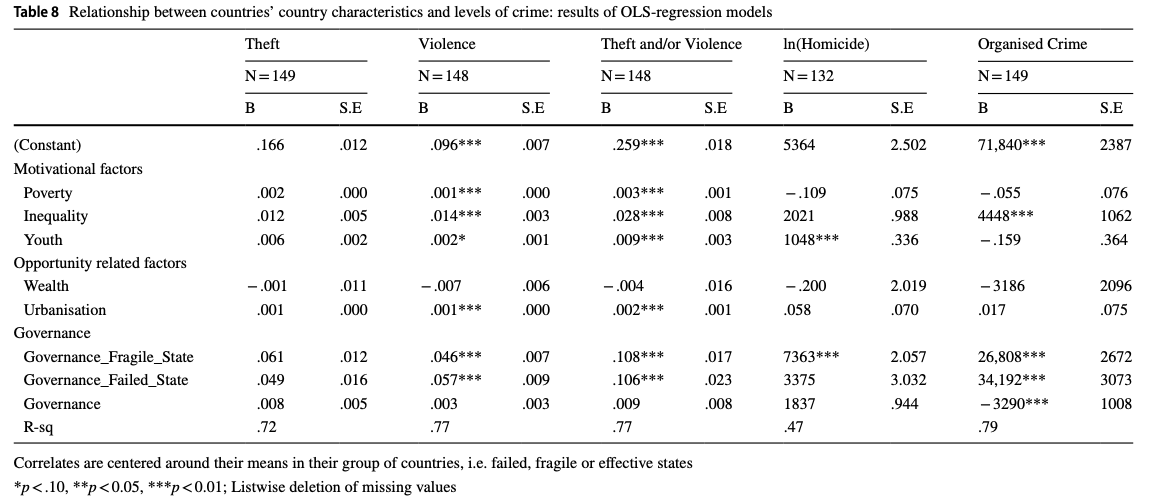 Table 8 Relationship between countries' country characteristics and levels of crime: results of OLS-regression models
Theft Violence Theft and/or Violence ln(Homicide) Organised Crime
N=149 N=148 N=148 N=132 N=149
B S.E B S.E B S.E B S.E B S.E
(Constant) .166 .012 .096*** .007 .259*** .018 5364 2.502 71,840*** 2387
Motivational factors
Poverty .002 .000 .001*** .000 .003*** .001 −.109 .075 −.055 .076
Inequality .012 .005 .014*** .003 .028*** .008 2021 .988 4448*** 1062
Youth .006 .002 .002* .001 .009*** .003 1048*** .336 −.159 .364
Opportunity related factors
Wealth −.001 .011 −.007 .006 −.004 .016 −.200 2.019 −3186 2096
Urbanisation .001 .000 .001*** .000 .002*** .001 .058 .070 .017 .075
Governance
Governance_Fragile_State .061 .012 .046*** .007 .108*** .017 7363*** 2.057 26,808*** 2672
Governance_Failed_State .049 .016 .057*** .009 .106*** .023 3375 3.032 34,192*** 3073
Governance .008 .005 .003 .003 .009 .008 1837 .944 −3290*** 1008
R-sq .72 .77 .77 .47 .79
Correlates are centered around their means in their group of countries, i.e. failed, fragile or effective states
*p<.10, **p<0.05, ***p<0.01; Listwise deletion of missing values